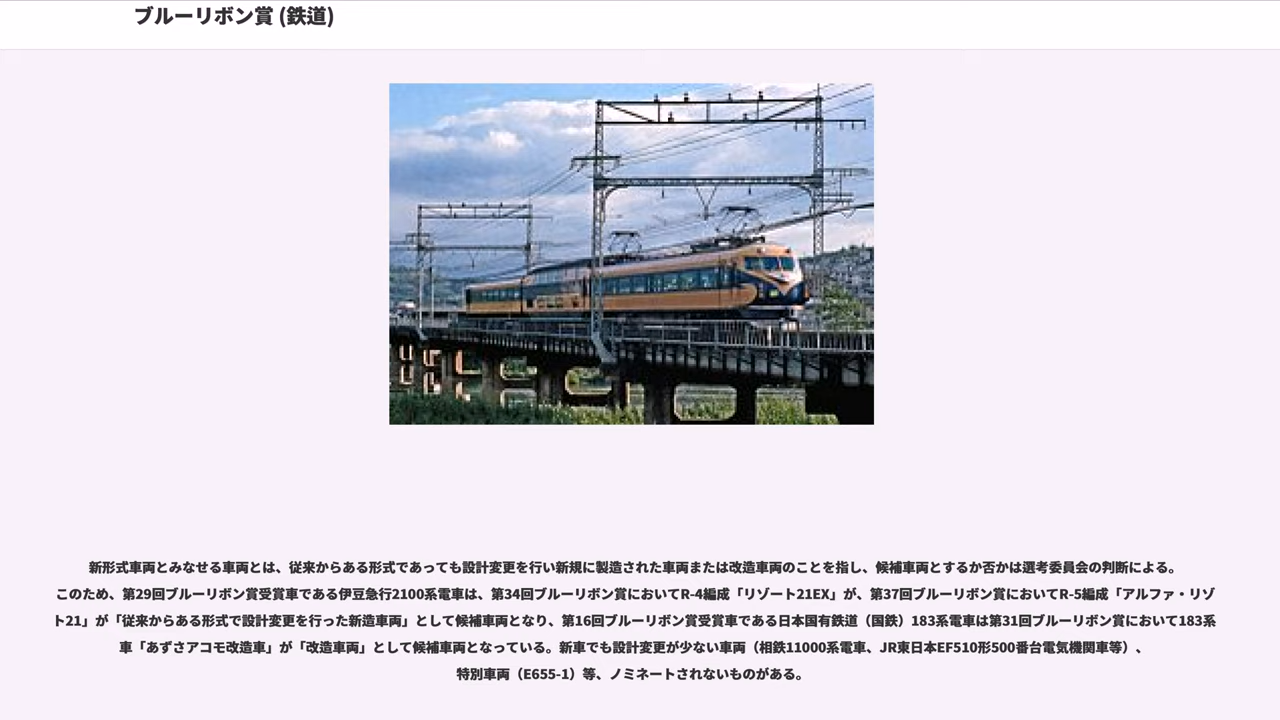 ブルーリボン賞 (鉄道)
新形式車両とみなせる車両とは、従来からある形式であっても設計変更を行い新規に製造された車両または改造車両のことを指し、候補車両とするか否かは選考委員会の判断による。
このため、第29回ブルーリボン賞受賞車である伊豆急行2100系電車は、第34回ブルーリボン賞においてR-4編成「リゾート21EX」が、第37回ブルーリボン賞においてR-5編成「アルファ・リゾ
ト21」が「従来からある形式で設計変更を行った新造車両」として候補車両となり、第16回ブルーリボン賞受賞車である日本国有鉄道（国鉄）183系電車は第31回ブルーリボン賞において183系
車「あずさアコモ改造車」が「改造車両」として候補車両となっている。新車でも設計変更が少ない車両（相鉄11000系電車、JR東日本EF510形500番台電気機関車等）、
特別車両（E655-1）等、ノミネートされないものがある。